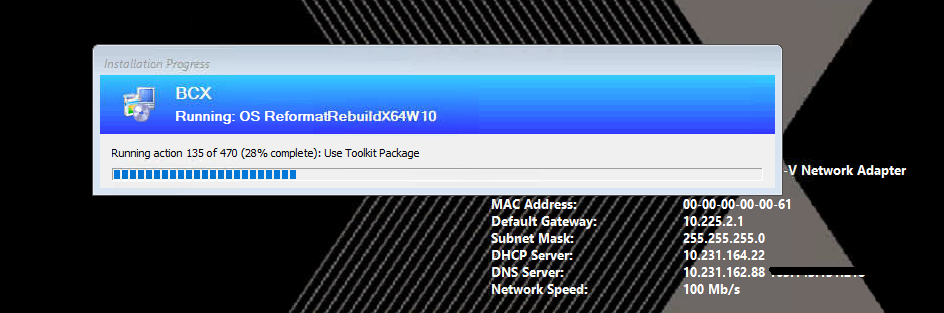 Installation Progress
BCX
Running: OS ReformatRebuildX64W10
Running action 135 of 470 (28% complete): Use Toolkit Package
-V Network Adapter
MAC Address: 00-00-00-00-00-61
Default Gateway: 10.225.2.1
Subnet Mask: 255.255.255.0
DHCP Server: 10.231.164.22
DNS Server: 10.231.162.88
Network Speed: 100 Mb/s